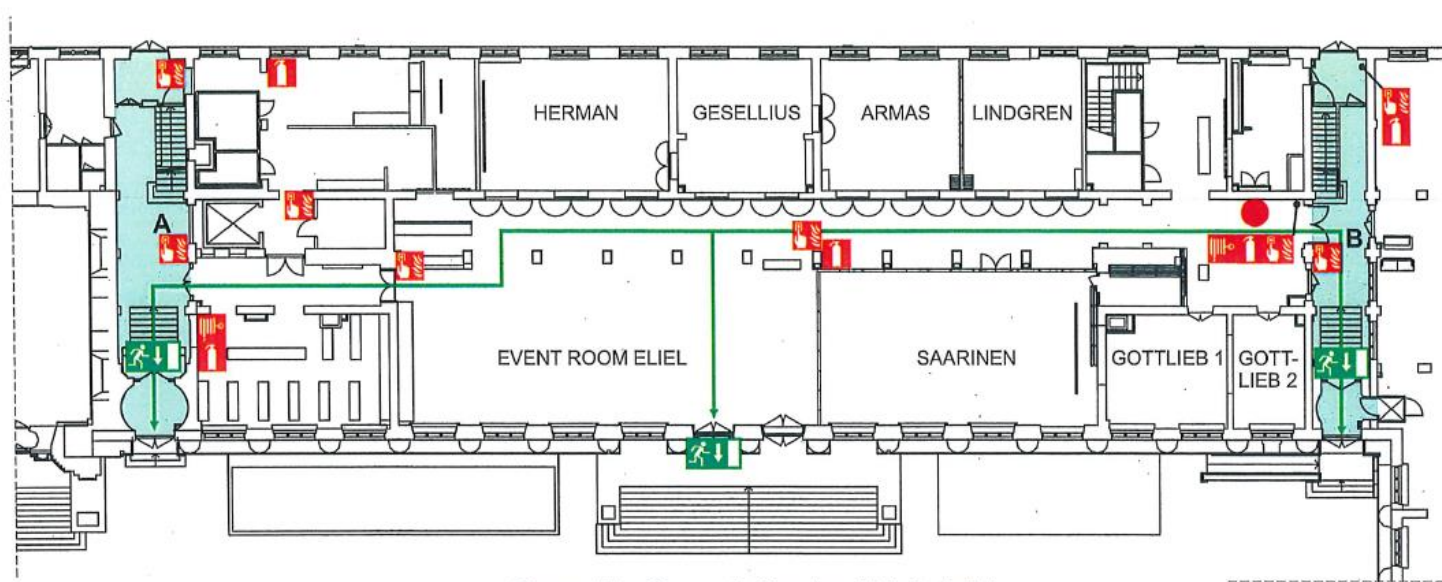 HERMAN
GESELLIUS
ARMAS
LINDGREN
A
B
EVENT ROOM ELIEL
SAARINEN
GOTTLIEB 1
GOTT-
LIEB 2